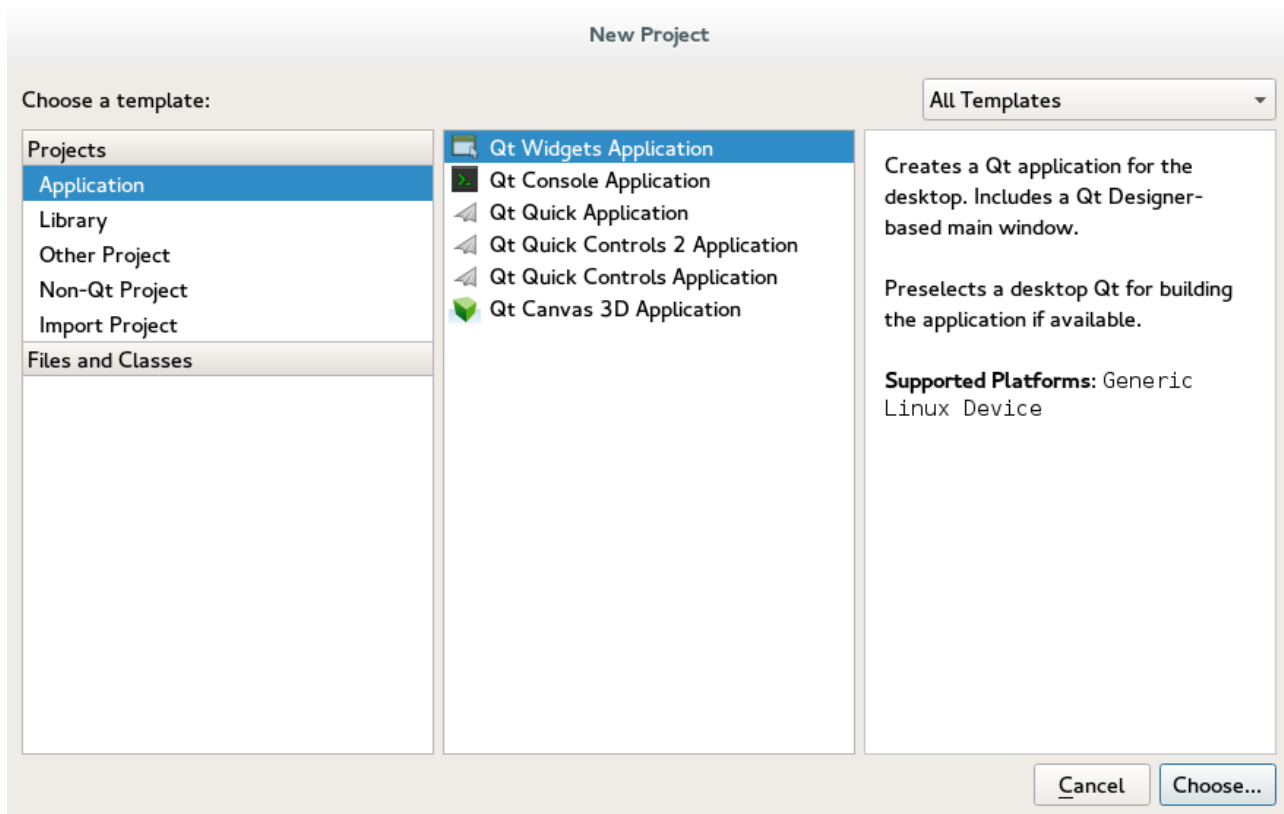 New Project
Choose a template:
All Templates
Projects
Application
Library
Other Project
Non-Qt Project
Import Project
Files and Classes
Qt Widgets Application
Qt Console Application
Qt Quick Application
Qt Quick Controls 2 Application
Qt Quick Controls Application
Qt Canvas 3D Application
Creates a Qt application for the
desktop. Includes a Qt Designer-
based main window.
Preselects a desktop Qt for building
the application if available.
Supported Platforms: Generic
Linux Device
Cancel
Choose...